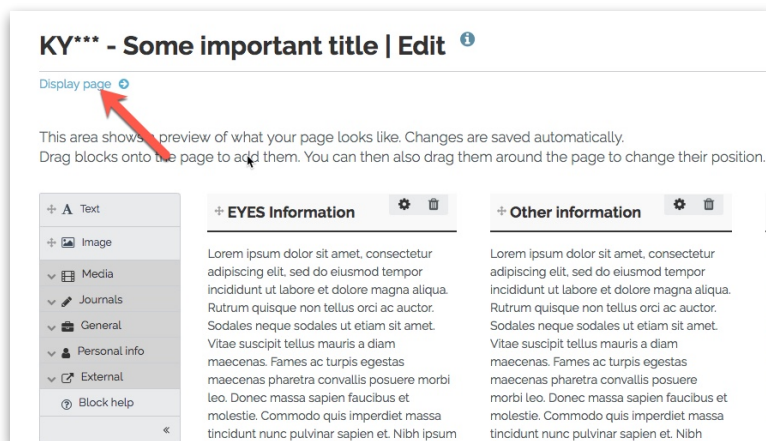 KY*** - Some important title | Edit
Display page
This area shows a preview of what your page looks like. Changes are saved automatically.
Drag blocks onto the page to add them. You can then also drag them around the page to change their position.
Text
Image
Media
Journals
General
Personal info
External
Block help
«
EYES Information
Lorem ipsum dolor sit amet, consectetur
adipiscing elit, sed do eiusmod tempor
incididunt ut labore et dolore magna aliqua.
Rutrum quisque non tellus orci ac auctor.
Sodales neque sodales ut etiam sit amet.
Vitae suscipit tellus mauris a diam
maecenas. Fames ac turpis egestas
maecenas pharetra convallis posuere morbi
leo. Donec massa sapien faucibus et
molestie. Commodo quis imperdiet massa
tincidunt nunc pulvinar sapien et. Nibh ipsum
Other information
Lorem ipsum dolor sit amet, consectetur
adipiscing elit, sed do eiusmod tempor
incididunt ut labore et dolore magna aliqua.
Rutrum quisque non tellus orci ac auctor.
Sodales neque sodales ut etiam sit amet.
Vitae suscipit tellus mauris a diam
maecenas. Fames ac turpis egestas
maecenas pharetra convallis posuere
morbi leo. Donec massa sapien faucibus et
molestie. Commodo quis imperdiet massa
tincidunt nunc pulvinar sapien et. Nibh